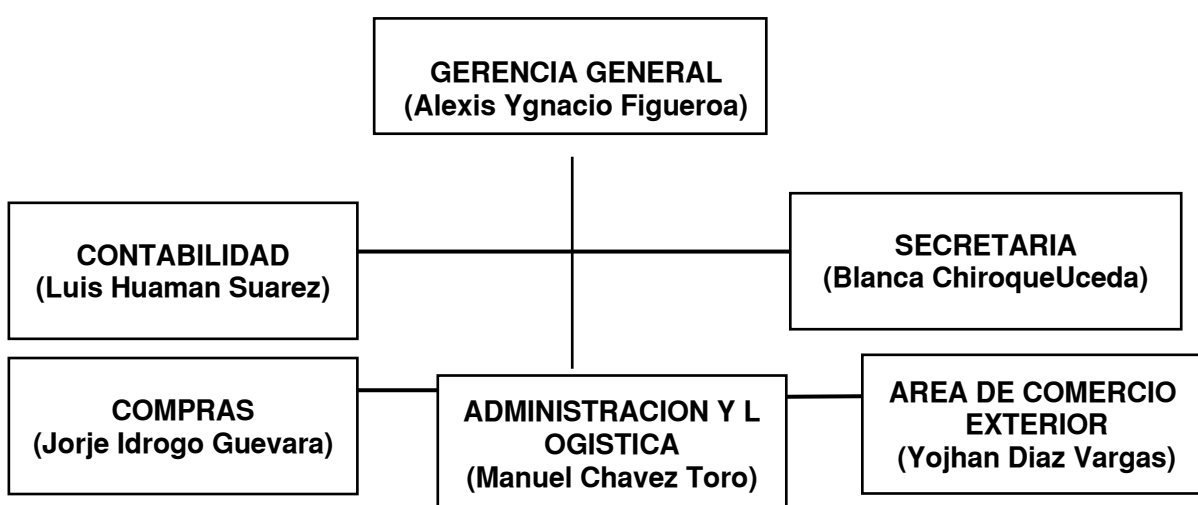 GERENCIA GENERAL
(Alexis Ygnacio Figueroa)
CONTABILIDAD
(Luis Huaman Suarez)
SECRETARIA
(Blanca ChiroqueUceda)
COMPRAS
(Jorje Idrogo Guevara)
ADMINISTRACION Y L
OGISTICA
(Manuel Chavez Toro)
AREA DE COMERCIO
EXTERIOR
(Yojhan Diaz Vargas)